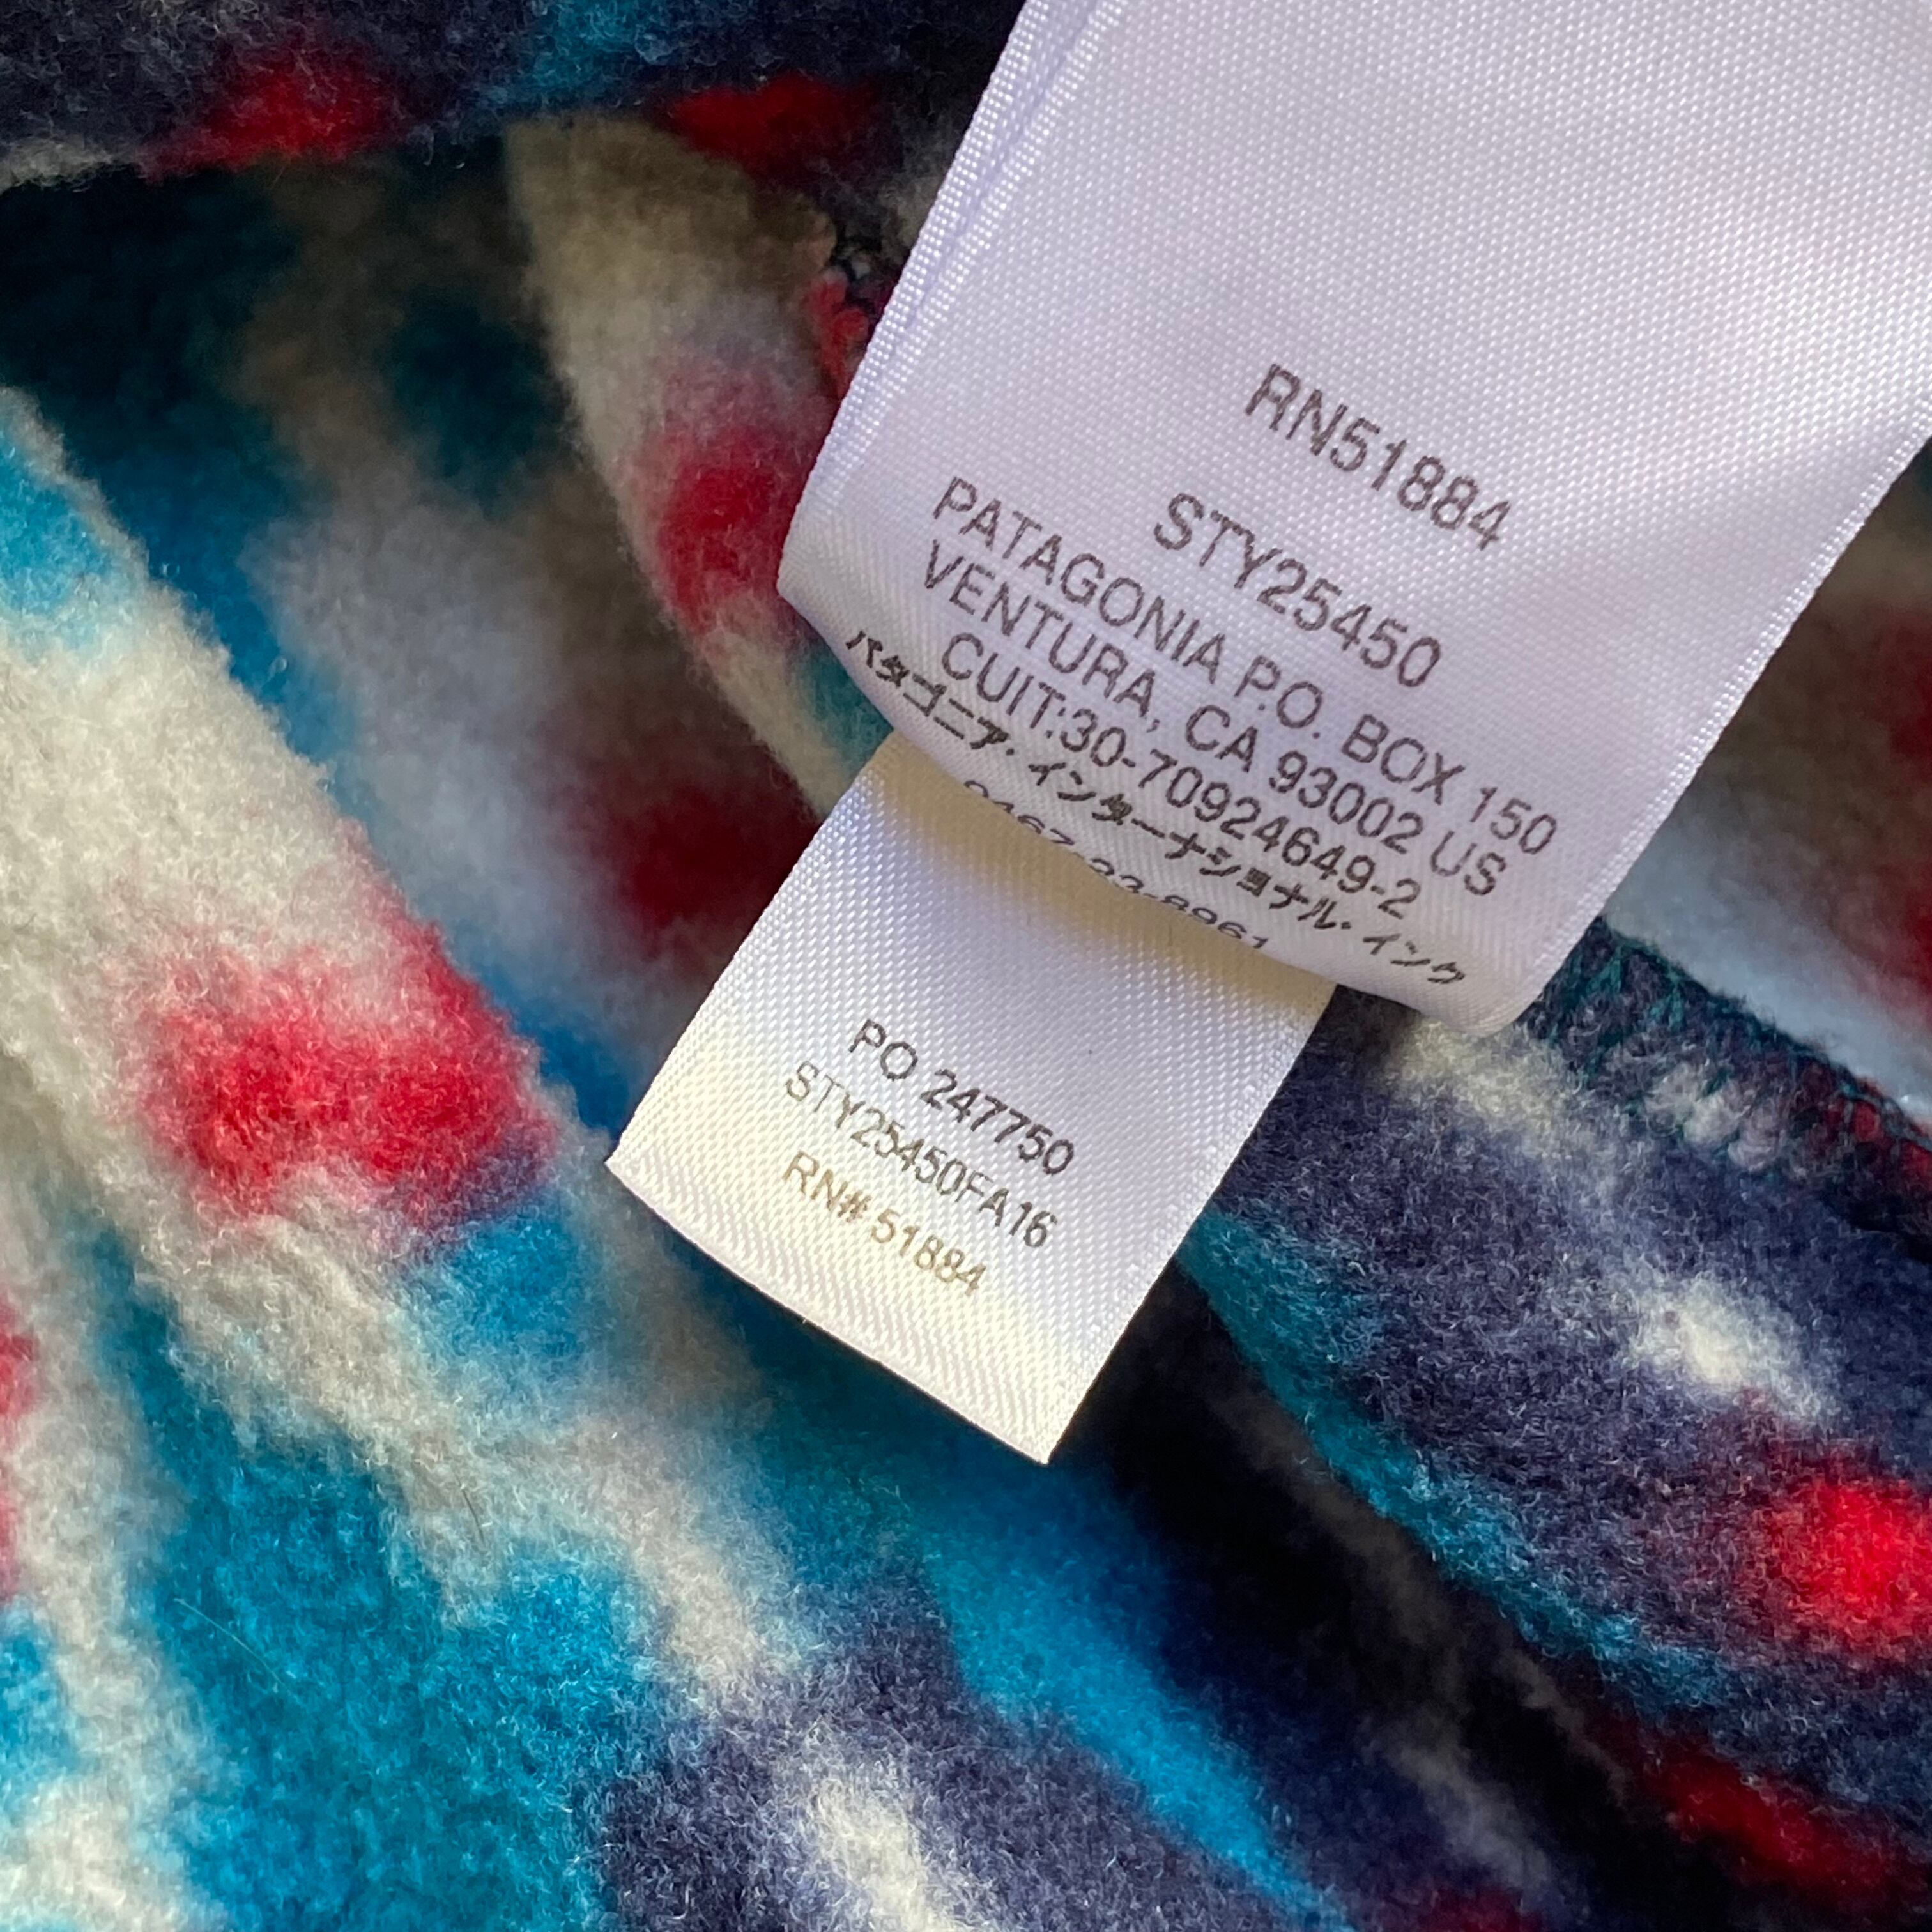 RN51884
STY25450
PATAGONIA P.O. BOX 150
VENTURA, CA 93002 US
CUIT:30-70924649-2
パタゴニア・インターナショナル・インク
PO 247750
STY25450FA16
RN# 51884